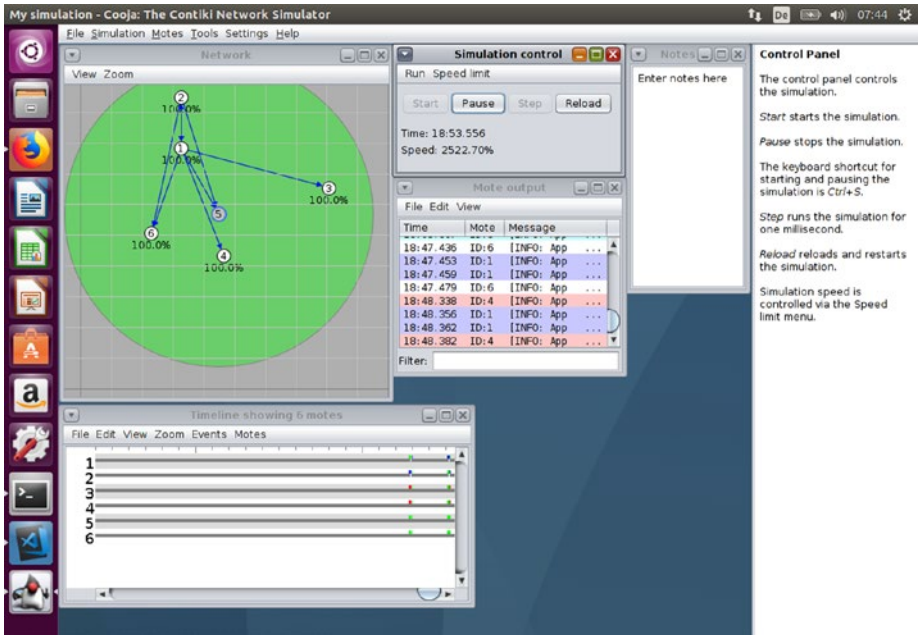 My simulation - Cooja: The Contiki Network Simulator
De
07:44
File Simulation Motes Tools Settings Help
Network
View Zoom
2
100.0%
1
100.0%
3
100.0%
5
6
100.0%
4
100.0%
Simulation control
Run Speed limit
Start Pause Step Reload
Time: 18:53.556
Speed: 2522.70%
Mote output
File Edit View
Time Mote Message
18:47.436 ID:6 [INFO: App ...
18:47.453 ID:1 [INFO: App ...
18:47.459 ID:1 [INFO: App ...
18:47.479 ID:6 [INFO: App ...
18:48.338 ID:4 [INFO: App ...
18:48.356 ID:1 [INFO: App ...
18:48.362 ID:1 [INFO: App ...
18:48.382 ID:4 [INFO: App ...
Filter:
Notes
Enter notes here
Control Panel
The control panel controls
the simulation.
Start starts the simulation.
Pause stops the simulation.
The keyboard shortcut for
starting and pausing the
simulation is Ctrl+S.
Step runs the simulation for
one millisecond.
Reload reloads and restarts
the simulation.
Simulation speed is
controlled via the Speed
limit menu.
Timeline showing 6 motes
File Edit View Zoom Events Motes
1
2
3
4
5
6